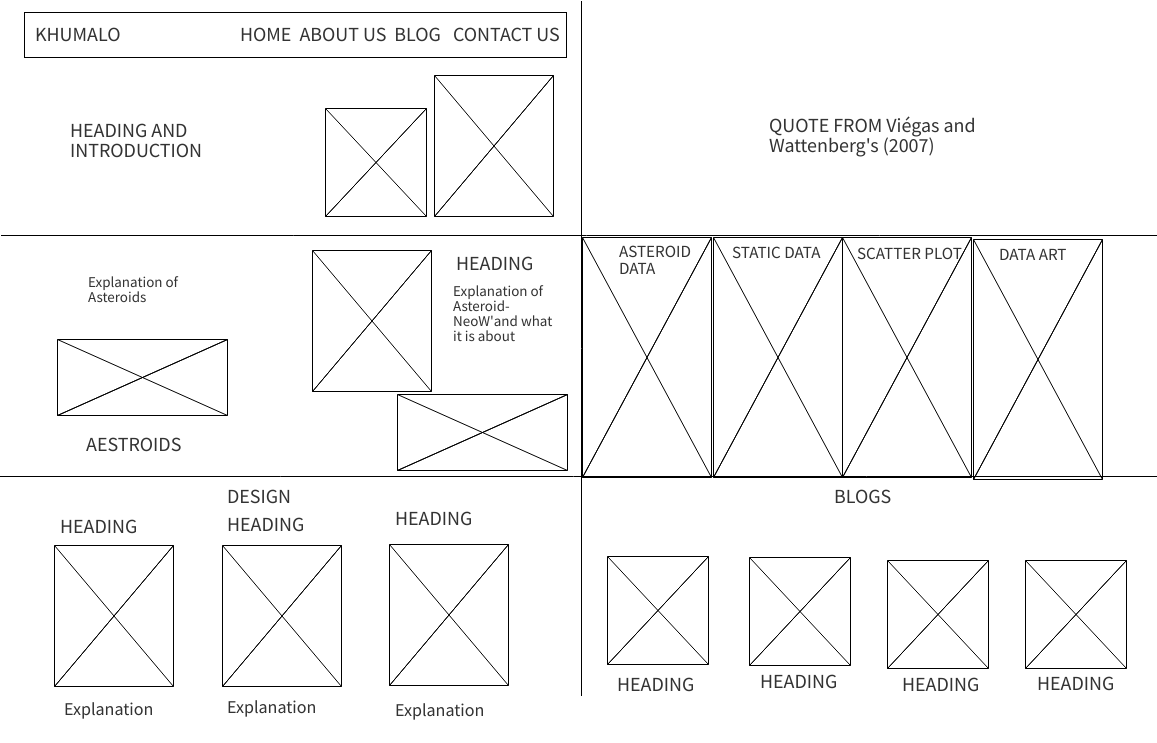 KHUMALO
HOME ABOUT US BLOG CONTACT US
HEADING AND
INTRODUCTION
QUOTE FROM Viégas and
Wattenberg's (2007)
Explanation of
Asteroids
AESTROIDS
HEADING
Explanation of
Asteroid-
NeoW'and what
it is about
ASTEROID
DATA
STATIC DATA
SCATTER PLOT
DATA ART
DESIGN
HEADING
HEADING
HEADING
Explanation
Explanation
Explanation
BLOGS
HEADING
HEADING
HEADING
HEADING